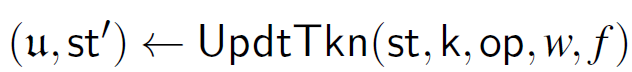 (𝔲, st′) ← UpdtTkn(st, k, op, w, f)